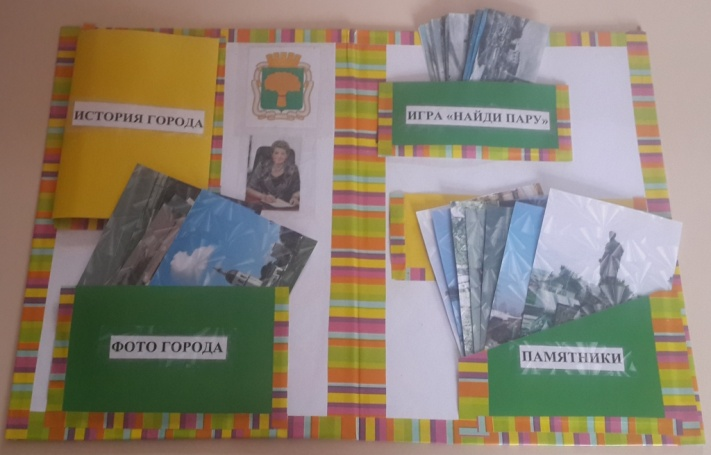 ИСТОРИЯ ГОРОДА
ИГРА «НАЙДИ ПАРУ»
ФОТО ГОРОДА
ПАМЯТНИКИ